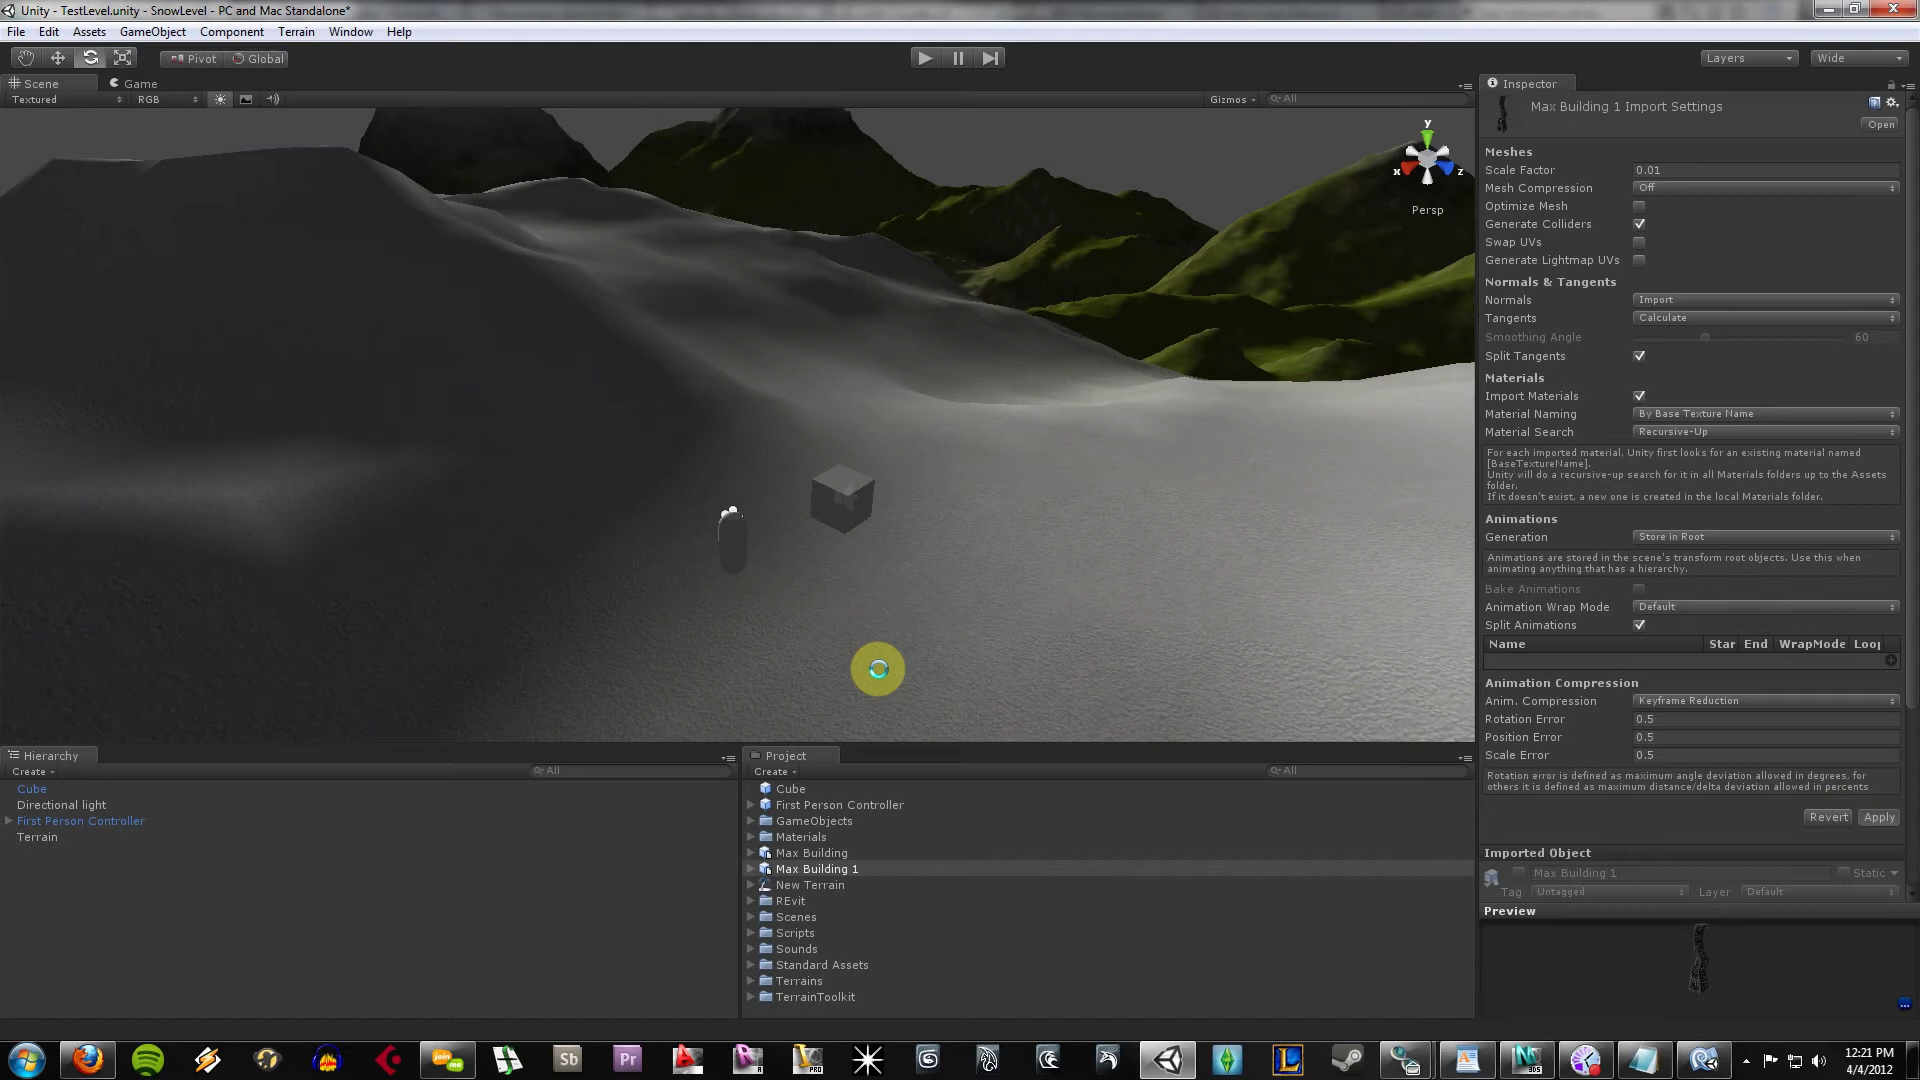 Unity - TestLevel.unity - SnowLevel - PC and Mac Standalone*
File Edit Assets GameObject Component Terrain Window Help
Pivot Global Layers Wide
Scene Game
Textured RGB Gizmos All
y
x z
Persp
Inspector
Max Building 1 Import Settings
Open
Meshes
Scale Factor 0.01
Mesh Compression Off
Optimize Mesh
Generate Colliders
Swap UVs
Generate Lightmap UVs
Normals & Tangents
Normals Import
Tangents Calculate
Smoothing Angle 60
Split Tangents
Materials
Import Materials
Material Naming By Base Texture Name
Material Search Recursive-Up
For each imported material, Unity first looks for an existing material named
[BaseTextureName].
Unity will do a recursive-up search for it in all Materials folders up to the Assets
folder.
If it doesn't exist, a new one is created in the local Materials folder.
Animations
Generation Store in Root
Animations are stored in the scene's transform root objects. Use this when
animating anything that has a hierarchy.
Bake Animations
Animation Wrap Mode Default
Split Animations
Name Star End WrapMode Loop
Animation Compression
Anim. Compression Keyframe Reduction
Rotation Error 0.5
Position Error 0.5
Scale Error 0.5
Rotation error is defined as maximum angle deviation allowed in degrees, for
others it is defined as maximum distance/delta deviation allowed in percents
Revert Apply
Imported Object
Max Building 1 Static
Tag Untagged Layer Default
Preview
Hierarchy
Create All
Cube
Directional light
First Person Controller
Terrain
Project
Create All
Cube
First Person Controller
GameObjects
Materials
Max Building
Max Building 1
New Terrain
REvit
Scenes
Scripts
Sounds
Standard Assets
Terrains
TerrainToolkit
join me
Sb
Pr
PRO
L
3DS
12:21 PM
4/4/2012